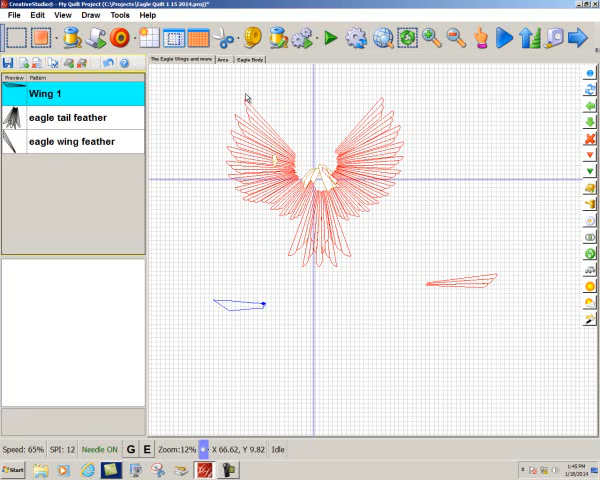 CreativeStudio® - My Quilt Project (C:\Projects\Eagle Quilt 1 15 2014.prj)*
File Edit View Draw Tools Help
The Eagle Wings and more Arcs Eagle Body
Preview Pattern
Wing 1
eagle tail feather
eagle wing feather
Speed: 65% SPI: 12 Needle ON G E Zoom:12% X 66.62, Y 9.82 Idle
Start
1:45 PM
1/18/2014